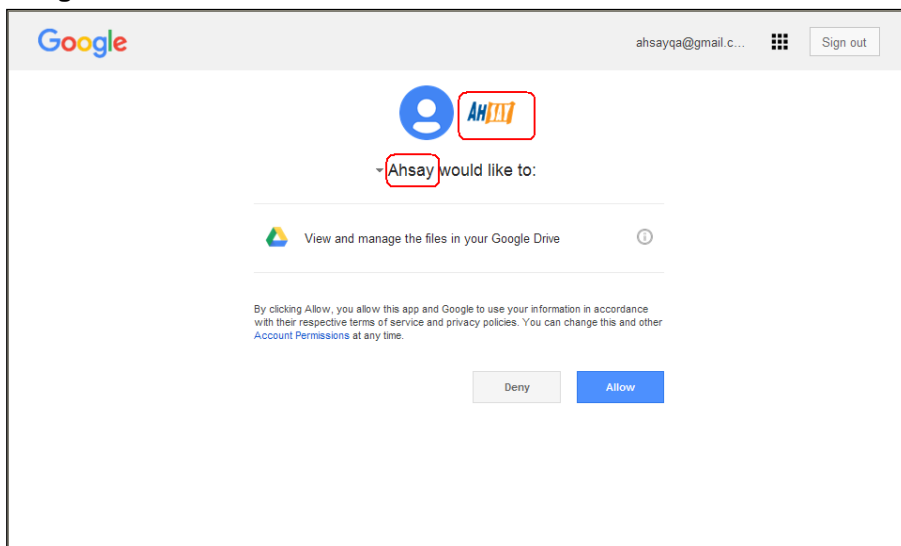 Google
ahsayqa@gmail.c...
Sign out
AHSAY
Ahsay would like to:
View and manage the files in your Google Drive
By clicking Allow, you allow this app and Google to use your information in accordance
with their respective terms of service and privacy policies. You can change this and other
Account Permissions at any time.
Deny
Allow